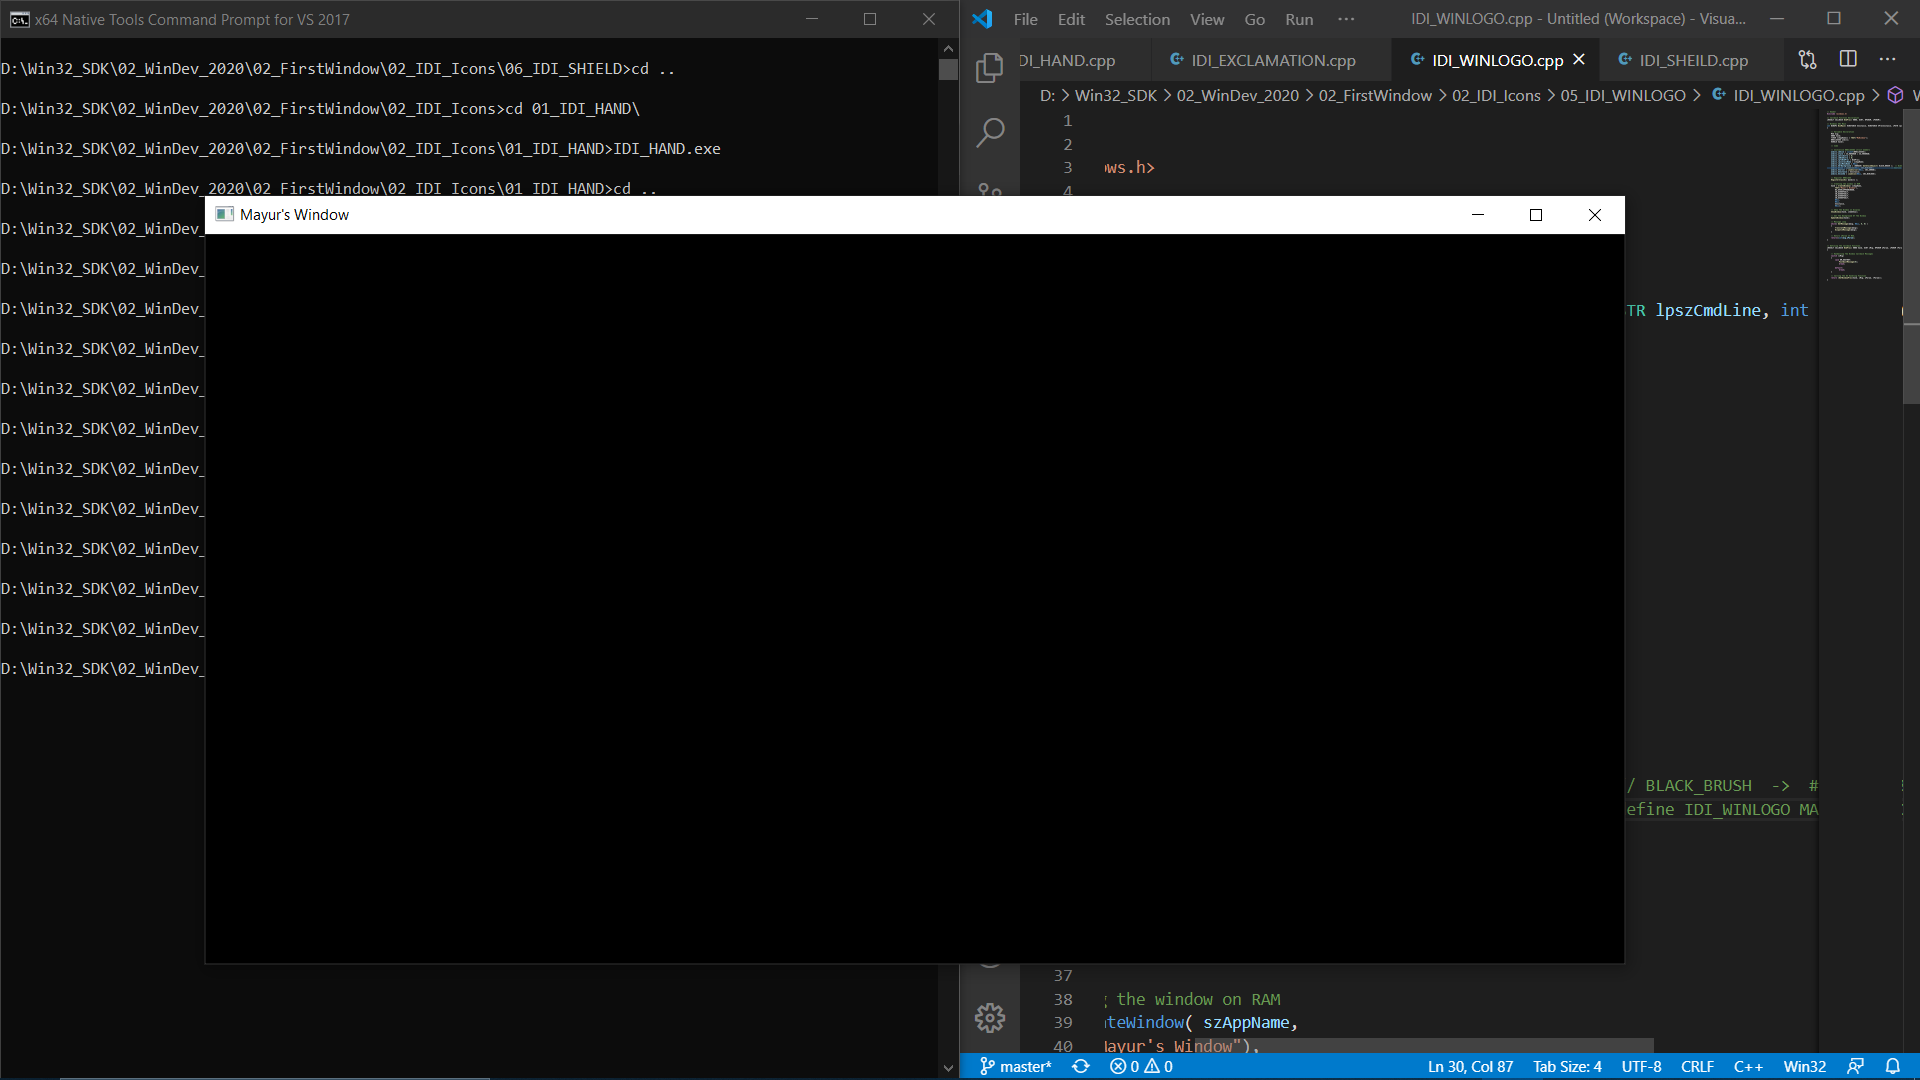 x64 Native Tools Command Prompt for VS 2017
D:\Win32_SDK\02_WinDev_2020\02_FirstWindow\02_IDI_Icons\06_IDI_SHIELD>cd ..
D:\Win32_SDK\02_WinDev_2020\02_FirstWindow\02_IDI_Icons>cd 01_IDI_HAND\
D:\Win32_SDK\02_WinDev_2020\02_FirstWindow\02_IDI_Icons\01_IDI_HAND>IDI_HAND.exe
D:\Win32_SDK\02_WinDev_2020\02_FirstWindow\02_IDI_Icons\01_IDI_HAND>cd ..
D:\Win32_SDK\02_WinDev_
D:\Win32_SDK\02_WinDev_
D:\Win32_SDK\02_WinDev_
D:\Win32_SDK\02_WinDev_
D:\Win32_SDK\02_WinDev_
D:\Win32_SDK\02_WinDev_
D:\Win32_SDK\02_WinDev_
D:\Win32_SDK\02_WinDev_
D:\Win32_SDK\02_WinDev_
D:\Win32_SDK\02_WinDev_
D:\Win32_SDK\02_WinDev_
D:\Win32_SDK\02_WinDev_
Mayur's Window
File Edit Selection View Go Run ··· IDI_WINLOGO.cpp - Untitled (Workspace) - Visua...
DI_HAND.cpp IDI_EXCLAMATION.cpp IDI_WINLOGO.cpp IDI_SHEILD.cpp
D: > Win32_SDK > 02_WinDev_2020 > 02_FirstWindow > 02_IDI_Icons > 05_IDI_WINLOGO > IDI_WINLOGO.cpp >
1
2
3 ows.h>
4
TR lpszCmdLine, int
/ BLACK_BRUSH -> #
efine IDI_WINLOGO MA
37
38 the window on RAM
39 teWindow( szAppName,
40 Mayur's Window"),
master* 0 0 Ln 30, Col 87 Tab Size: 4 UTF-8 CRLF C++ Win32